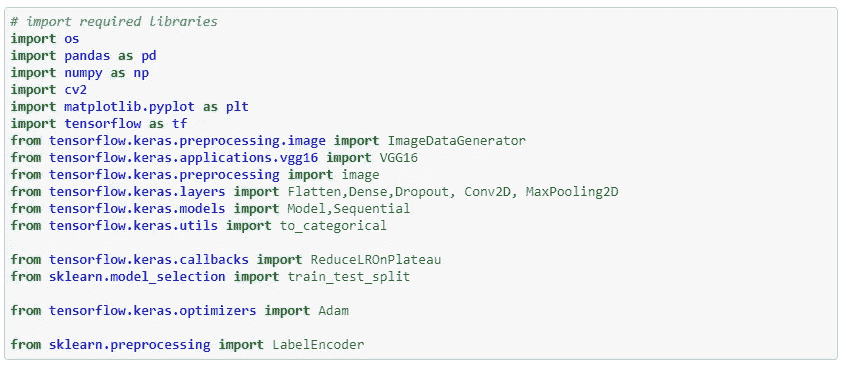 # import required libraries
import os
import pandas as pd
import numpy as np
import cv2
import matplotlib.pyplot as plt
import tensorflow as tf
from tensorflow.keras.preprocessing.image import ImageDataGenerator
from tensorflow.keras.applications.vgg16 import VGG16
from tensorflow.keras.preprocessing import image
from tensorflow.keras.layers import Flatten,Dense,Dropout, Conv2D, MaxPooling2D
from tensorflow.keras.models import Model,Sequential
from tensorflow.keras.utils import to_categorical
from tensorflow.keras.callbacks import ReduceLROnPlateau
from sklearn.model_selection import train_test_split
from tensorflow.keras.optimizers import Adam
from sklearn.preprocessing import LabelEncoder